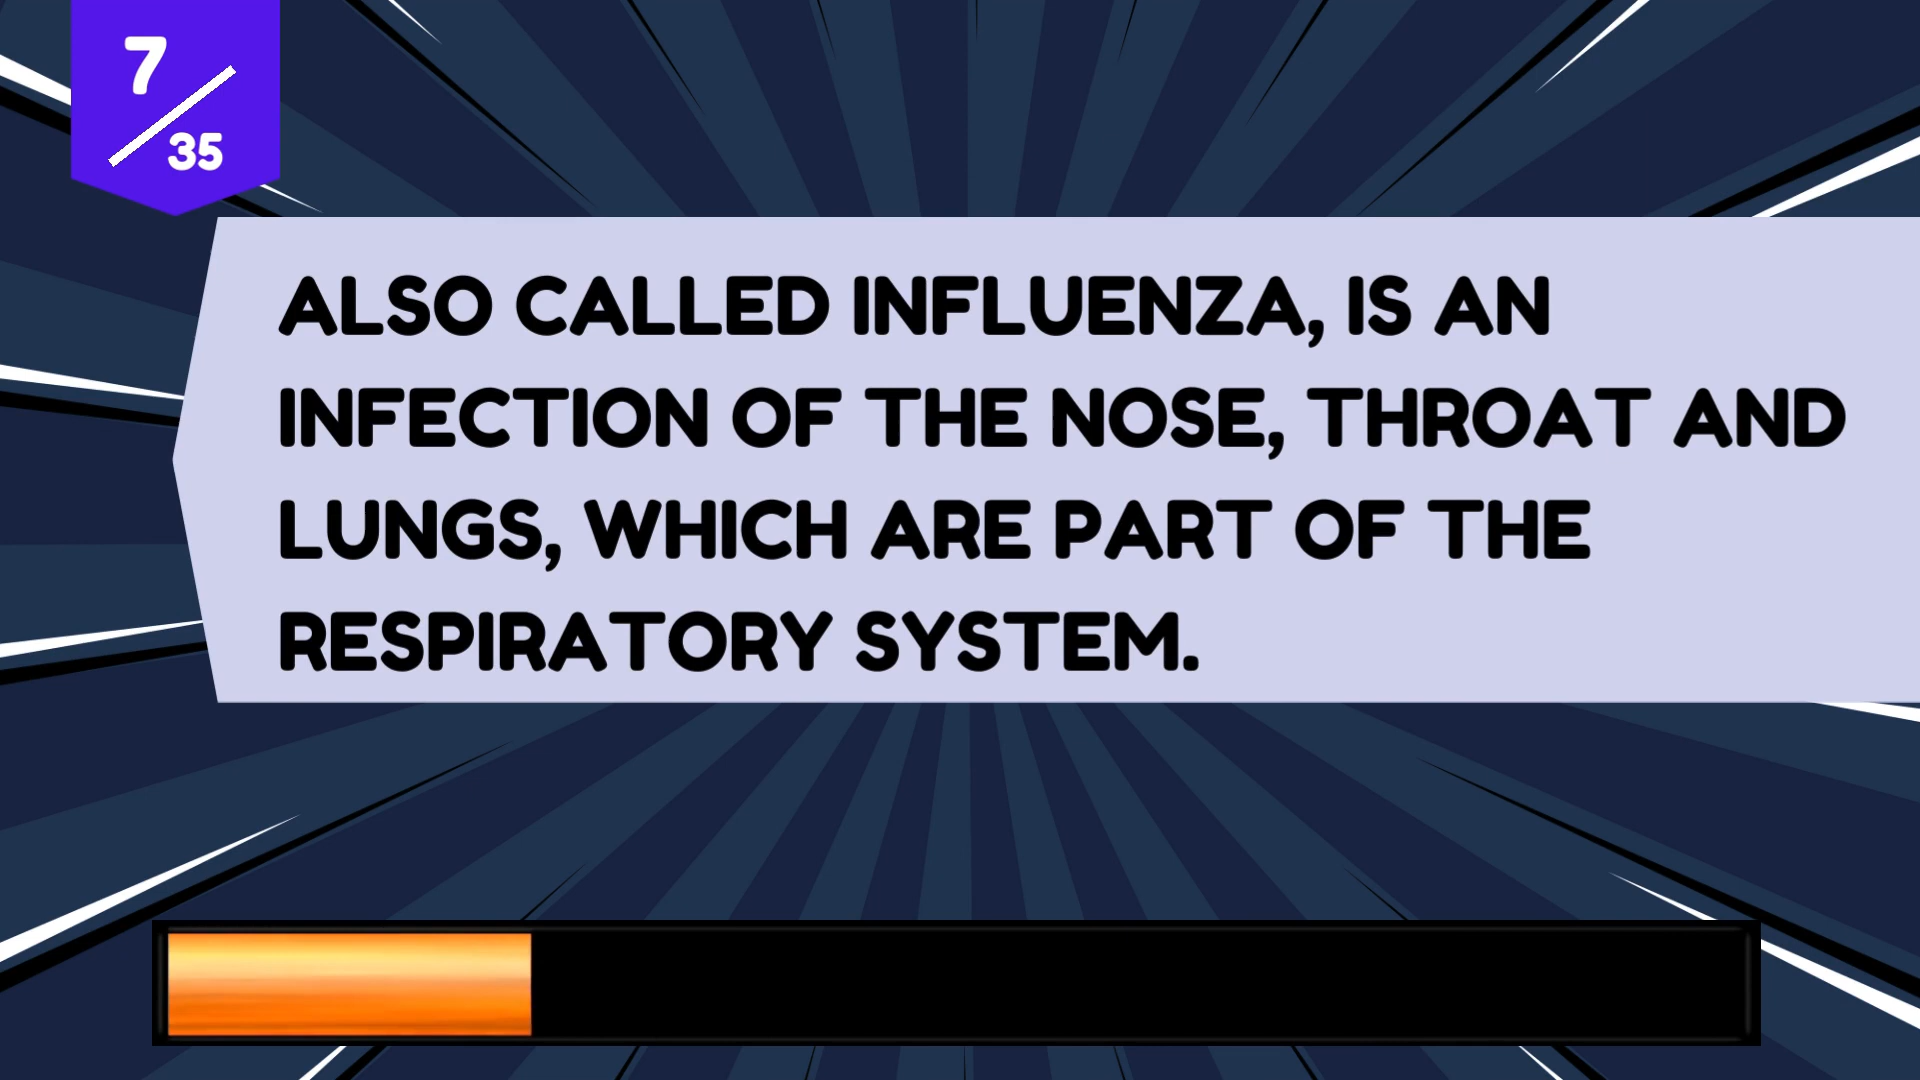 7
35
ALSO CALLED INFLUENZA, IS AN
INFECTION OF THE NOSE, THROAT AND
LUNGS, WHICH ARE PART OF THE
RESPIRATORY SYSTEM.